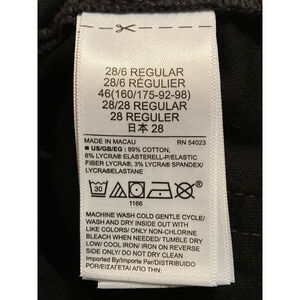 28/6 REGULAR
28/6 RÉGULIER
46(160/175-92-98)
28/28 REGULAR
28 REGULER
日本 28
MADE IN MACAU RN 54023
■ US/GB/EG : 89% COTTON,
8% LYCRA® ELASTERELL-P/ELASTIC
FIBER LYCRA®, 3% LYCRA® SPANDEX/
LYCRA®ELASTANE
30
1166
MACHINE WASH COLD GENTLE CYCLE/
WASH AND DRY INSIDE OUT WITH
LIKE COLORS/ ONLY NON-CHLORINE
BLEACH WHEN NEEDED/ TUMBLE DRY
LOW/ COOL IRON/ IRON ON REVERSE
SIDE ONLY/ DO NOT DRY CLEAN
Imported by/Importe Par/DISTRIBUIDO
POR/ΕΙΣΑΓΕΤΑΙ ΑΠΟ ΤΗΝ: